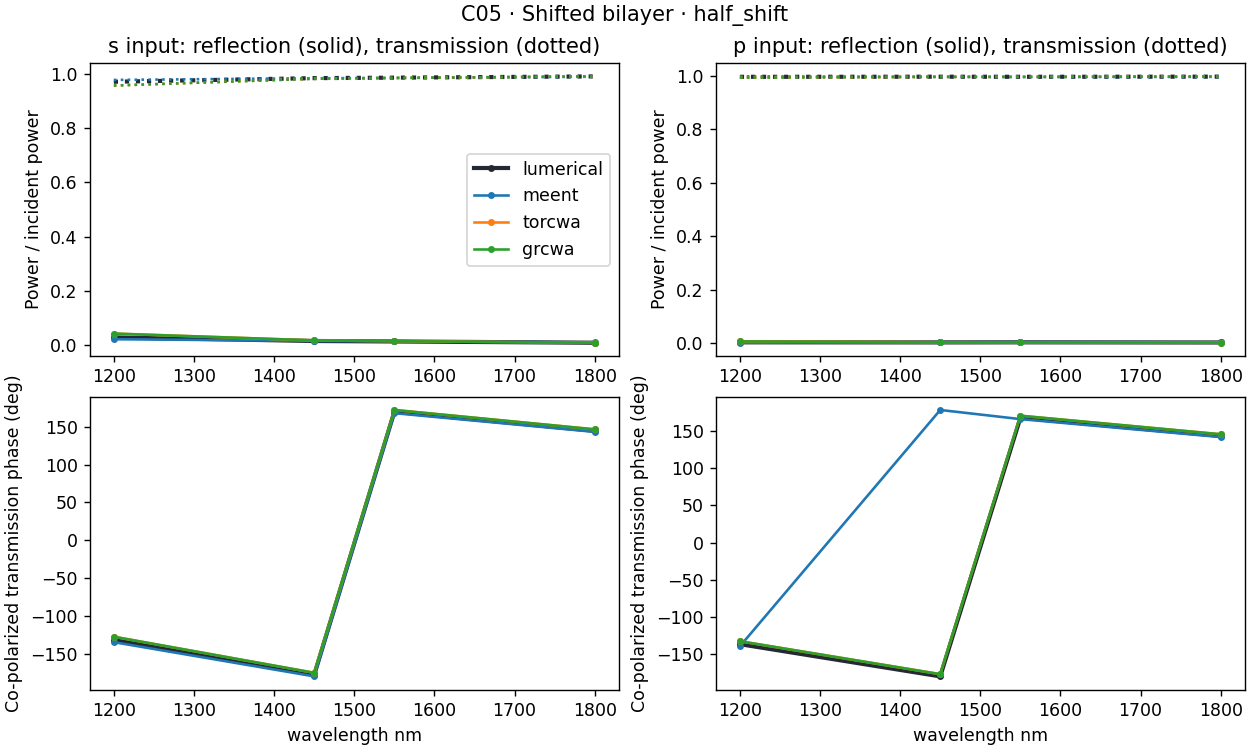 C05 · Shifted bilayer · half_shift
s input: reflection (solid), transmission (dotted)
Power / incident power
1.0
0.8
0.6
0.4
0.2
0.0
1200 1300 1400 1500 1600 1700 1800
lumerical
meent
torcwa
grcwa
p input: reflection (solid), transmission (dotted)
Power / incident power
1.0
0.8
0.6
0.4
0.2
0.0
1200 1300 1400 1500 1600 1700 1800
Co-polarized transmission phase (deg)
150
100
50
0
−50
−100
−150
1200 1300 1400 1500 1600 1700 1800
wavelength nm
Co-polarized transmission phase (deg)
150
100
50
0
−50
−100
−150
1200 1300 1400 1500 1600 1700 1800
wavelength nm